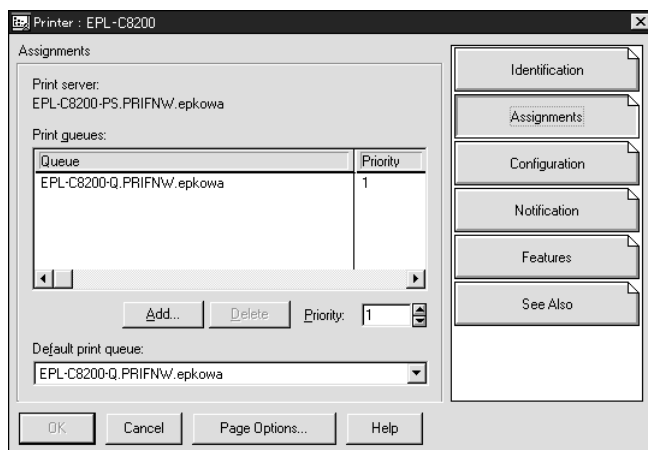 Printer : EPL-C8200
Assignments
Print server:
EPL-C8200-PS.PRIFNW.epkowa
Print queues:
Queue Priority
EPL-C8200-Q.PRIFNW.epkowa 1
Add... Delete Priority: 1
Default print queue:
EPL-C8200-Q.PRIFNW.epkowa
OK Cancel Page Options... Help
Identification
Assignments
Configuration
Notification
Features
See Also